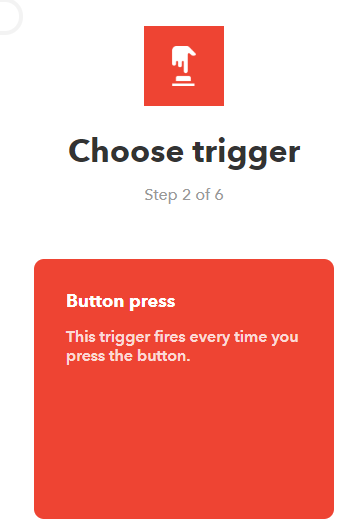 Choose trigger
Step 2 of 6
Button press
This trigger fires every time you
press the button.